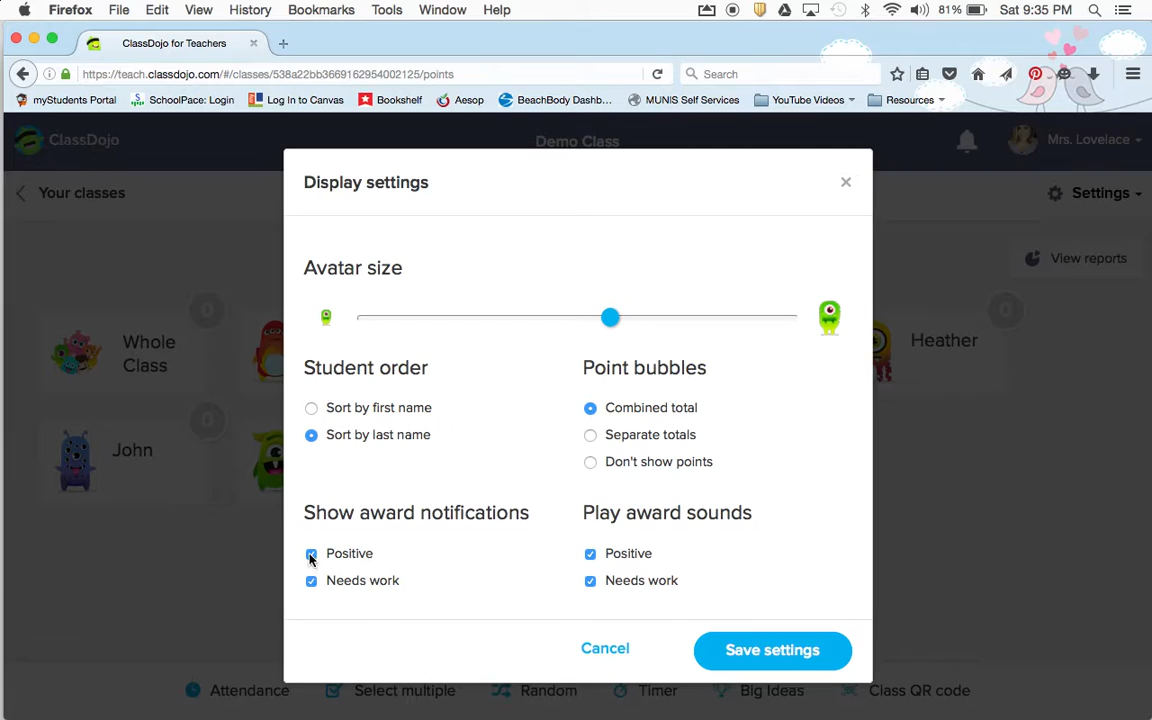 Firefox File Edit View History Bookmarks Tools Window Help 81% Sat 9:35 PM
ClassDojo for Teachers
https://teach.classdojo.com/#/classes/538a22bb3669162954002125/points Search
myStudents Portal SchoolPace: Login Log In to Canvas Bookshelf Aesop BeachBody Dashb... MUNIS Self Services YouTube Videos Resources
ClassDojo Demo Class Mrs. Lovelace
Your classes Settings
Display settings
View reports
Avatar size
0 0
Whole Class
Heather
Student order Point bubbles
Sort by first name Combined total
0
Sort by last name Separate totals
John
Don't show points
Show award notifications Play award sounds
Positive Positive
Needs work Needs work
Cancel Save settings
Attendance Select multiple Random Timer Big Ideas Class QR code